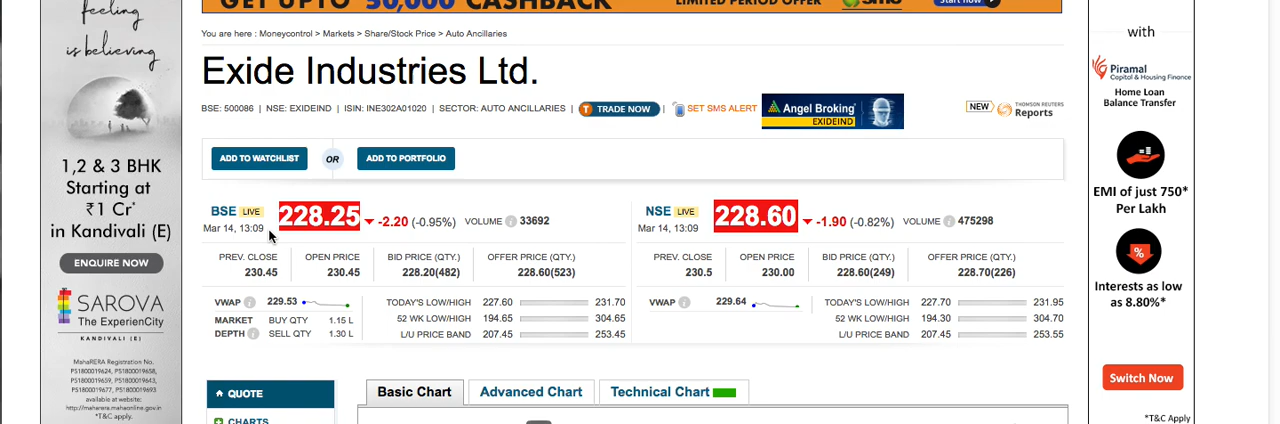 GET UPTO 50,000 CASHBACK
LIMITED PERIOD OFFER
Start now
You are here : Moneycontrol > Markets > Share/Stock Price > Auto Ancillaries
Exide Industries Ltd.
BSE: 500086 | NSE: EXIDEIND | ISIN: INE302A01020 | SECTOR: AUTO ANCILLARIES |
T TRADE NOW |
SET SMS ALERT
Angel Broking
EXIDEIND
NEW
THOMSON REUTERS
Reports
ADD TO WATCHLIST
OR
ADD TO PORTFOLIO
BSE LIVE
Mar 14, 13:09
228.25
-2.20 (-0.95%)
VOLUME i 33692
PREV. CLOSE OPEN PRICE BID PRICE (QTY.) OFFER PRICE (QTY.)
230.45 230.45 228.20(482) 228.60(523)
VWAP i 229.53
MARKET BUY QTY 1.15 L
DEPTH i SELL QTY 1.30 L
TODAY'S LOW/HIGH 227.60 231.70
52 WK LOW/HIGH 194.65 304.65
L/U PRICE BAND 207.45 253.45
NSE LIVE
Mar 14, 13:09
228.60
-1.90 (-0.82%)
VOLUME i 475298
PREV. CLOSE OPEN PRICE BID PRICE (QTY.) OFFER PRICE (QTY.)
230.5 230.00 228.60(249) 228.70(226)
VWAP i 229.64
TODAY'S LOW/HIGH 227.70 231.95
52 WK LOW/HIGH 194.30 304.70
L/U PRICE BAND 207.45 253.55
QUOTE
CHARTS
Basic Chart
Advanced Chart
Technical Chart
feeling
is believing
1,2 & 3 BHK
Starting at
₹1 Cr*
in Kandivali (E)
ENQUIRE NOW
SAROVA
The ExperienCity
KANDIVALI (E)
MahaRERA Registration No.
P51800019624, P51800019658,
P51800019659, P51800019643,
P51800019677, P51800019693
available at website:
http://maharera.mahaonline.gov.in
*T&C apply.
with
Piramal
Capital & Housing Finance
Home Loan
Balance Transfer
EMI of just 750*
Per Lakh
%
Interests as low
as 8.80%*
Switch Now
*T&C Apply